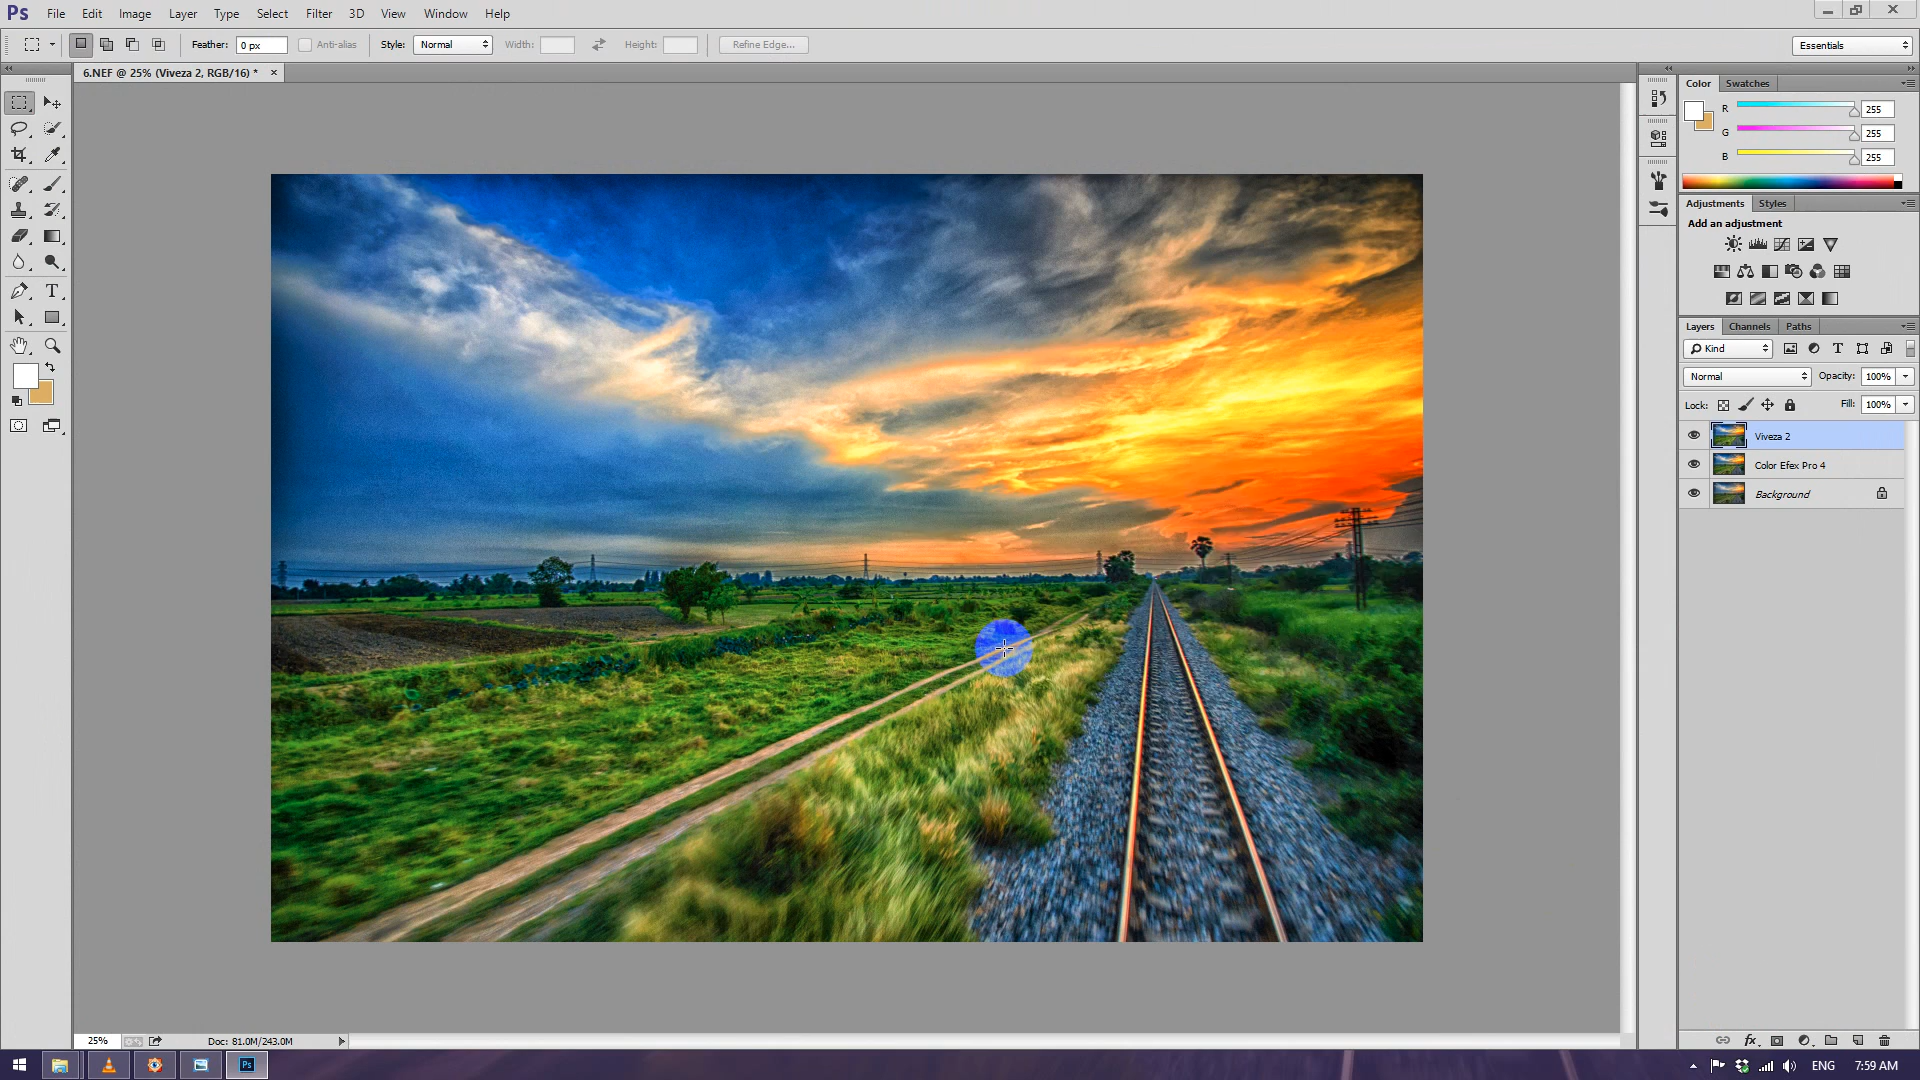 Ps File Edit Image Layer Type Select Filter 3D View Window Help
Feather: 0 px Anti-alias Style: Normal Width: Height: Refine Edge... Essentials
6.NEF @ 25% (Viveza 2, RGB/16) * ×
Color Swatches
R 255
G 255
B 255
Adjustments Styles
Add an adjustment
Layers Channels Paths
Kind
Normal Opacity: 100%
Lock: Fill: 100%
Viveza 2
Color Efex Pro 4
Background
25% Doc: 81.0M/243.0M
fx
Ps ENG 7:59 AM